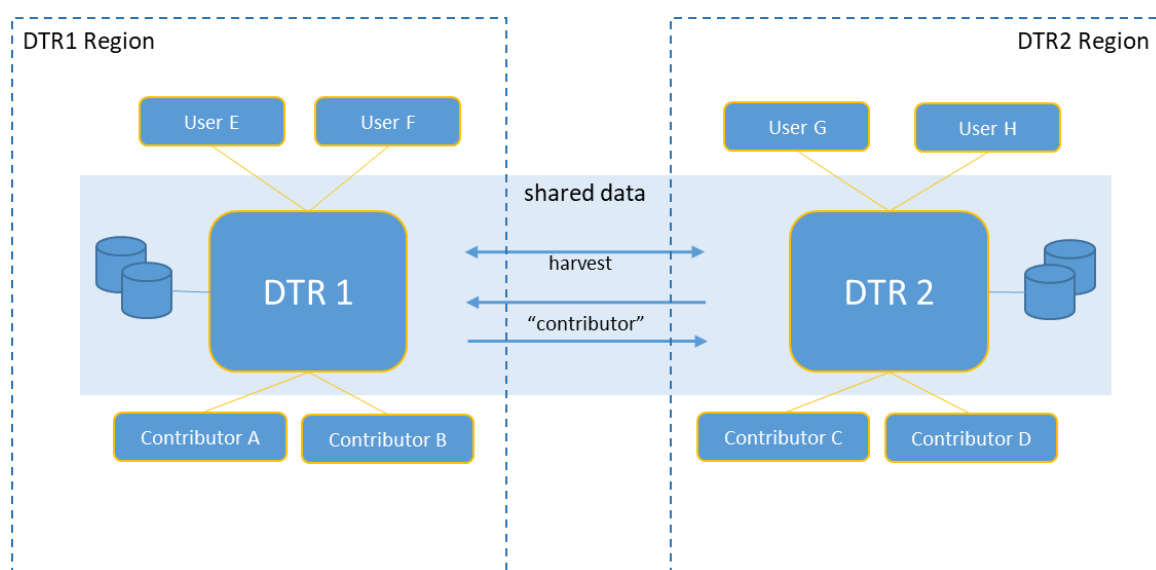 DTR1 Region
DTR2 Region
User E
User F
User G
User H
shared data
DTR 1
harvest
“contributor”
DTR 2
Contributor A
Contributor B
Contributor C
Contributor D